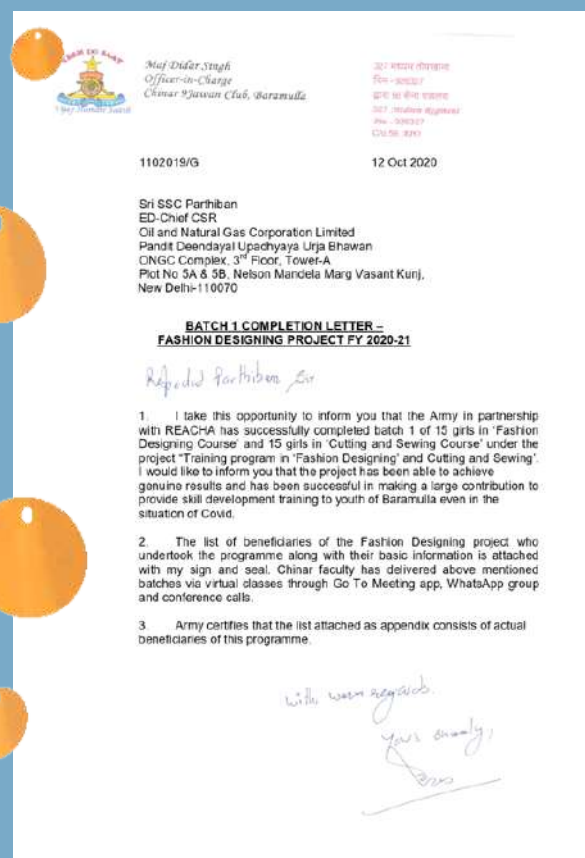 Maj Didar Singh
Officer-in-Charge
Chinar 9 Jawan Club, Baramulla
327 Medium Regiment
1102019/G
12 Oct 2020
Sri SSC Parthiban
ED-Chief CSR
Oil and Natural Gas Corporation Limited
Pandit Deendayal Upadhyaya Urja Bhawan
ONGC Complex, 3rd Floor, Tower-A
Plot No 5A & 5B, Nelson Mandela Marg Vasant Kunj,
New Delhi-110070
BATCH 1 COMPLETION LETTER –
FASHION DESIGNING PROJECT FY 2020-21
Parthiban Sir
1. I take this opportunity to inform you that the Army in partnership
with REACHA has successfully completed batch 1 of 15 girls in 'Fashion
Designing Course' and 15 girls in 'Cutting and Sewing Course' under the
project "Training program in 'Fashion Designing' and Cutting and Sewing'.
I would like to inform you that the project has been able to achieve
genuine results and has been successful in making a large contribution to
provide skill development training to youth of Baramulla even in the
situation of Covid.
2. The list of beneficiaries of the Fashion Designing project who
undertook the programme along with their basic information is attached
with my sign and seal. Chinar faculty has delivered above mentioned
batches via virtual classes through Go To Meeting app, WhatsApp group
and conference calls.
3. Army certifies that the list attached as appendix consists of actual
beneficiaries of this programme.
with warm regards.